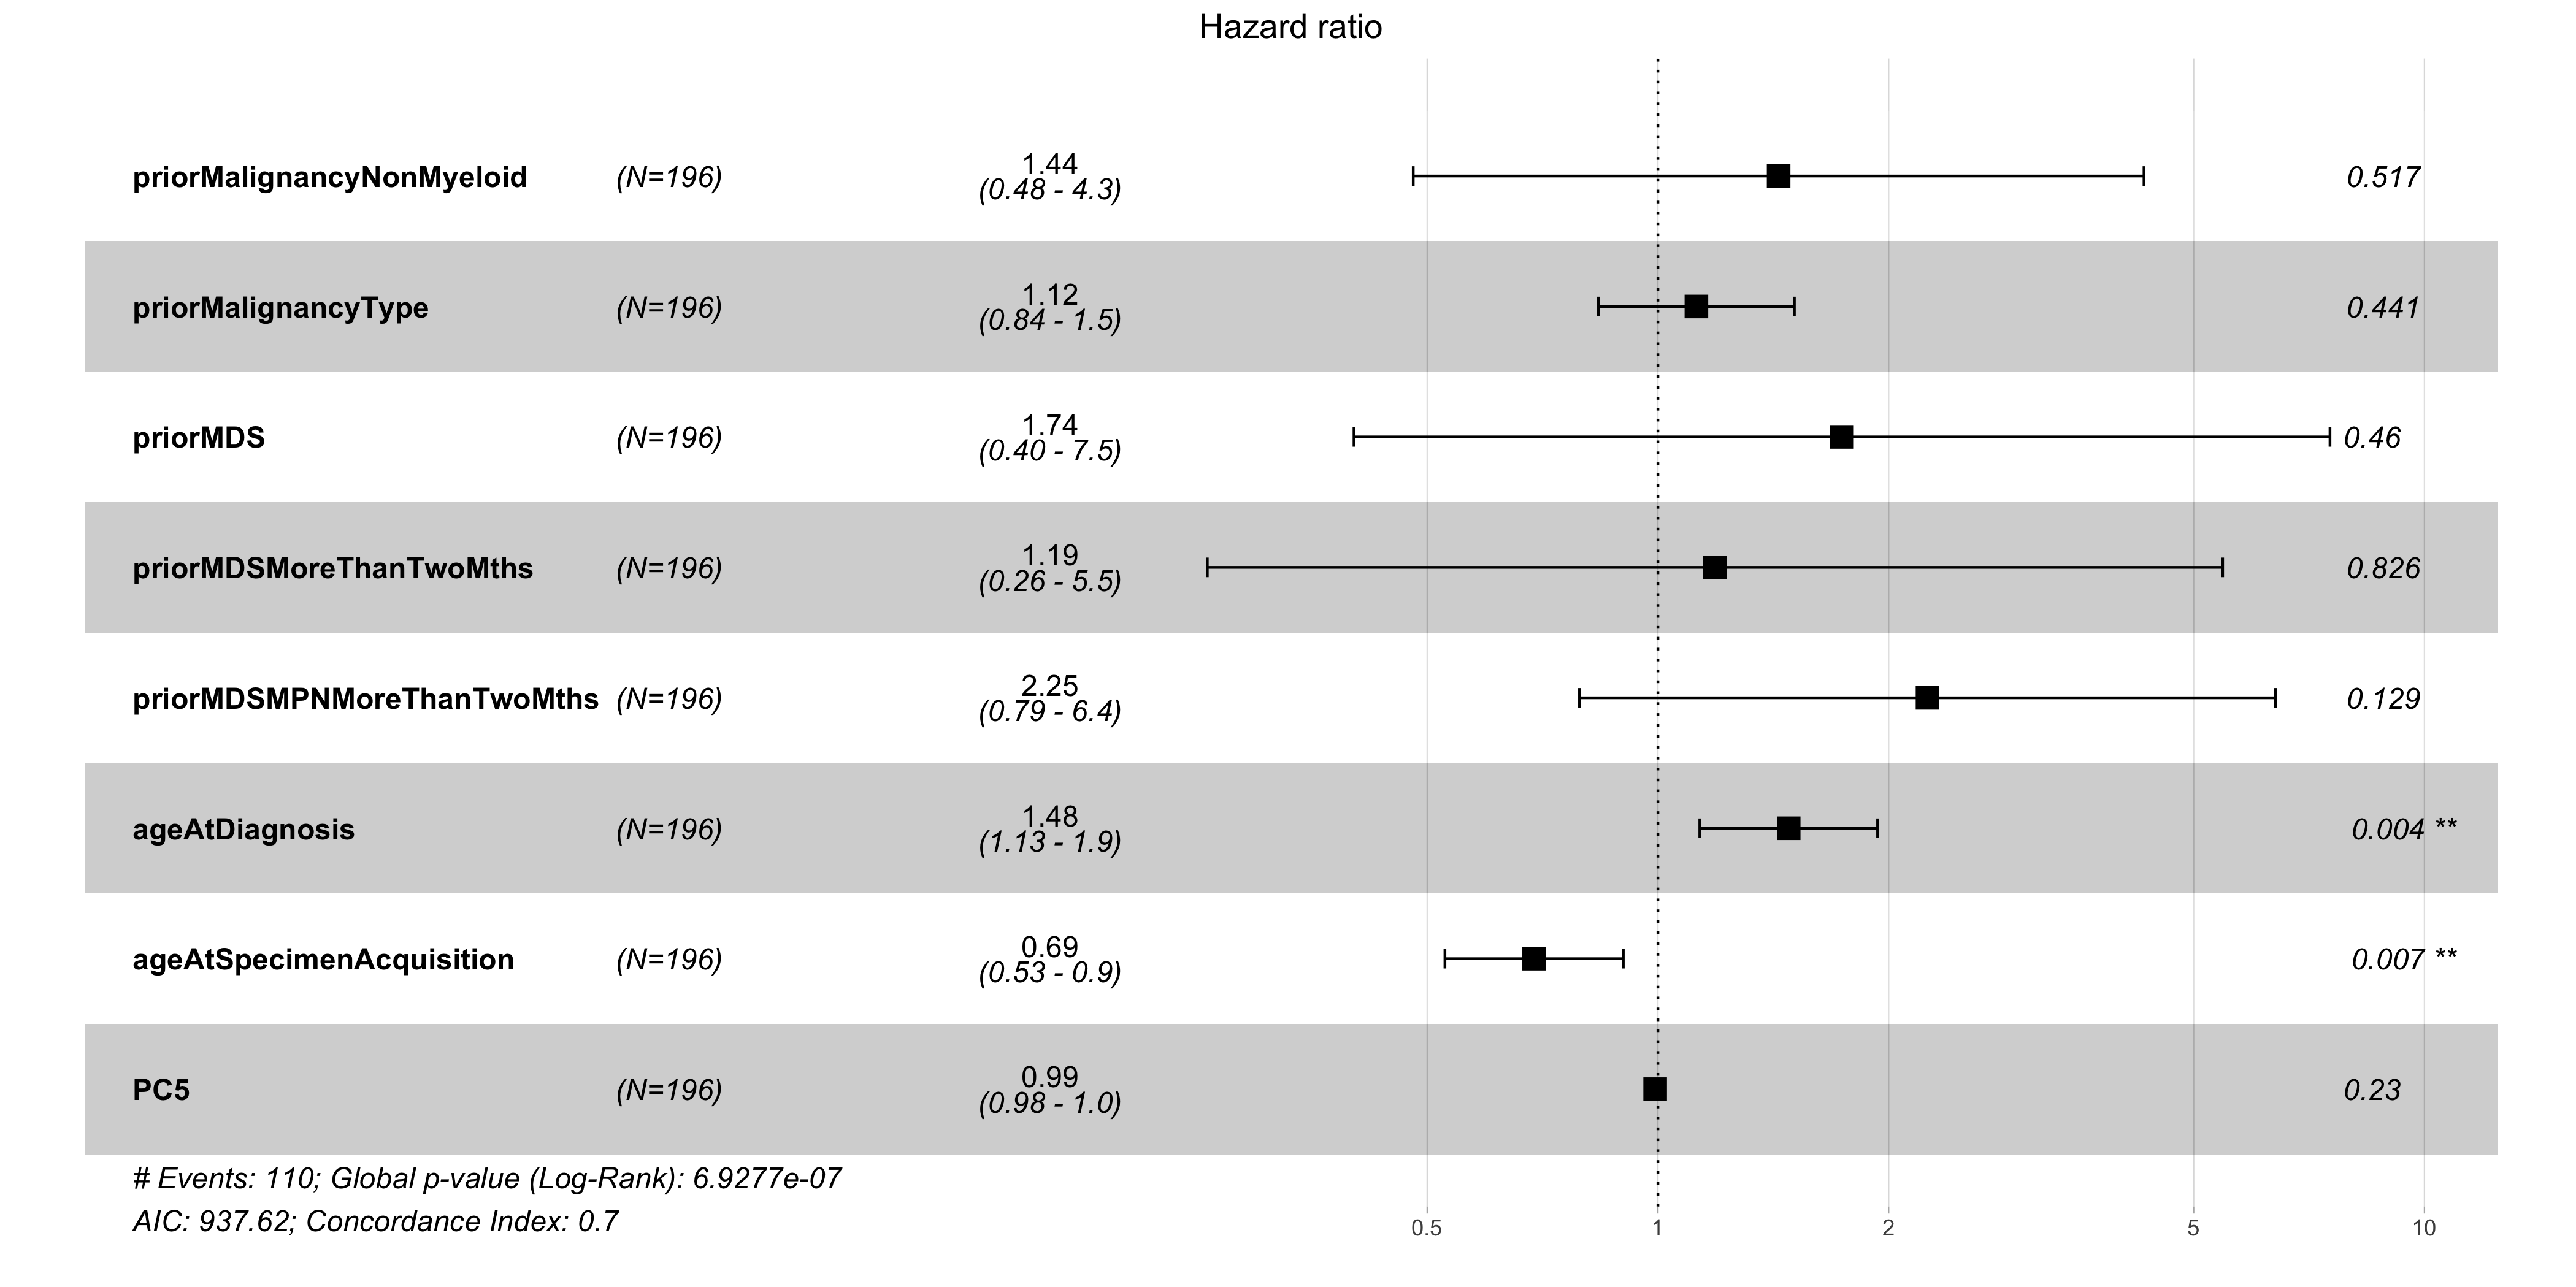 Hazard ratio
priorMalignancyNonMyeloid (N=196) 1.44 0.517
(0.48 - 4.3)
priorMalignancyType (N=196) 1.12 0.441
(0.84 - 1.5)
priorMDS (N=196) 1.74 0.46
(0.40 - 7.5)
priorMDSMoreThanTwoMths (N=196) 1.19 0.826
(0.26 - 5.5)
priorMDSMPNMoreThanTwoMths (N=196) 2.25 0.129
(0.79 - 6.4)
ageAtDiagnosis (N=196) 1.48 0.004 **
(1.13 - 1.9)
ageAtSpecimenAcquisition (N=196) 0.69 0.007 **
(0.53 - 0.9)
PC5 (N=196) 0.99 0.23
(0.98 - 1.0)
# Events: 110; Global p-value (Log-Rank): 6.9277e-07
AIC: 937.62; Concordance Index: 0.7
0.5 1 2 5 10